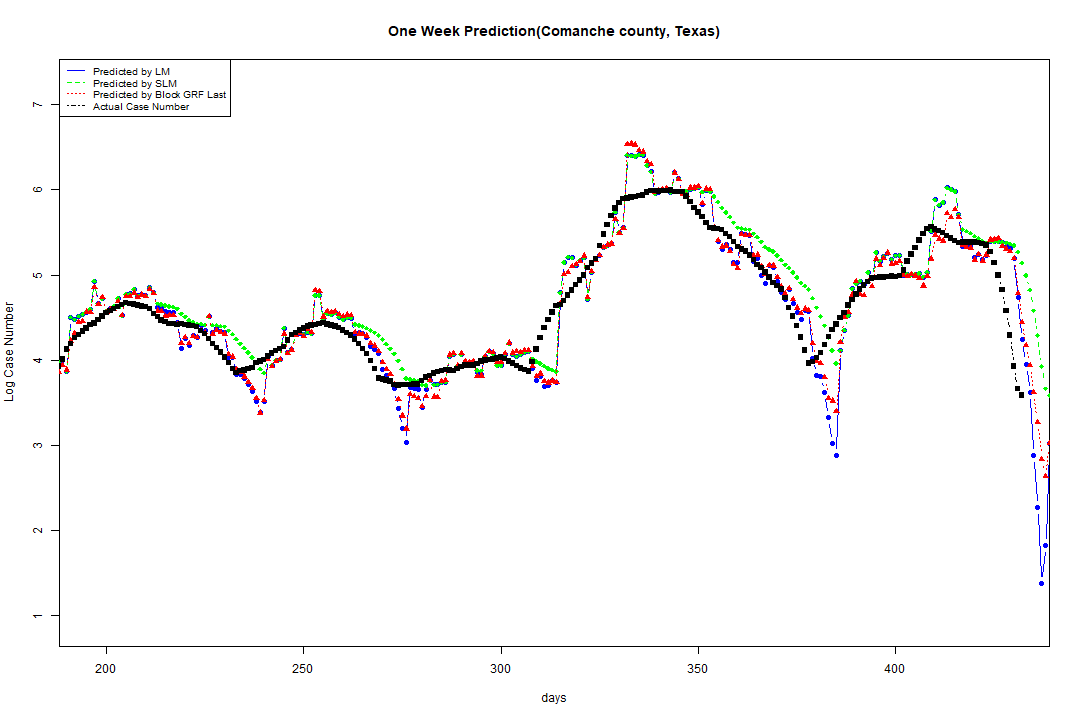 One Week Prediction(Comanche county, Texas)
Predicted by LM
Predicted by SLM
Predicted by Block GRF Last
Actual Case Number
7
6
5
4
3
2
1
Log Case Number
200 250 300 350 400
days